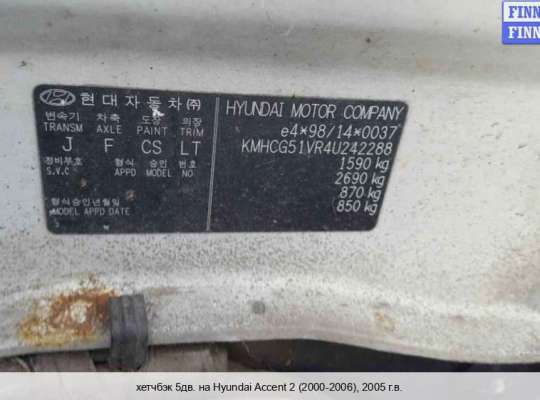 FINN
FINN
현대자동차㈜
변속기 차축 도장 의장
TRANSM AXLE PAINT TRIM
J F CS LT
정비부호 형식 승인 번호
S.V.C APPD MODEL NO
형식승인년월일
MODEL APPD DATE
HYUNDAI MOTOR COMPANY
e4*98/14*0037
KMHCG51VR4U242288
1590 kg
2690 kg
870 kg
850 kg
хетчбэк 5дв. на Hyundai Accent 2 (2000-2006), 2005 г.в.